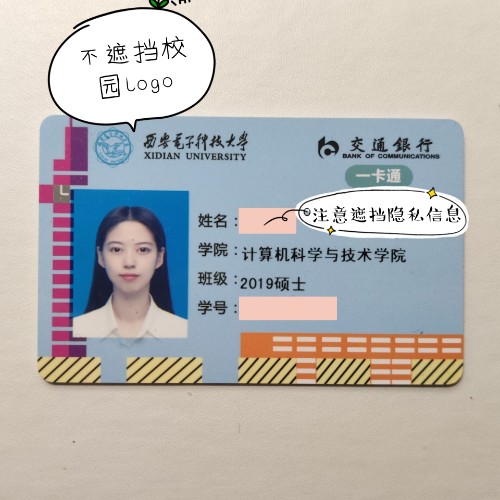 不遮挡校
园Logo
西安电子科技大学
XIDIAN UNIVERSITY
交通銀行
BANK OF COMMUNICATIONS
一卡通
姓名：
注意遮挡隐私信息
学院：计算机科学与技术学院
班级：2019硕士
学号：